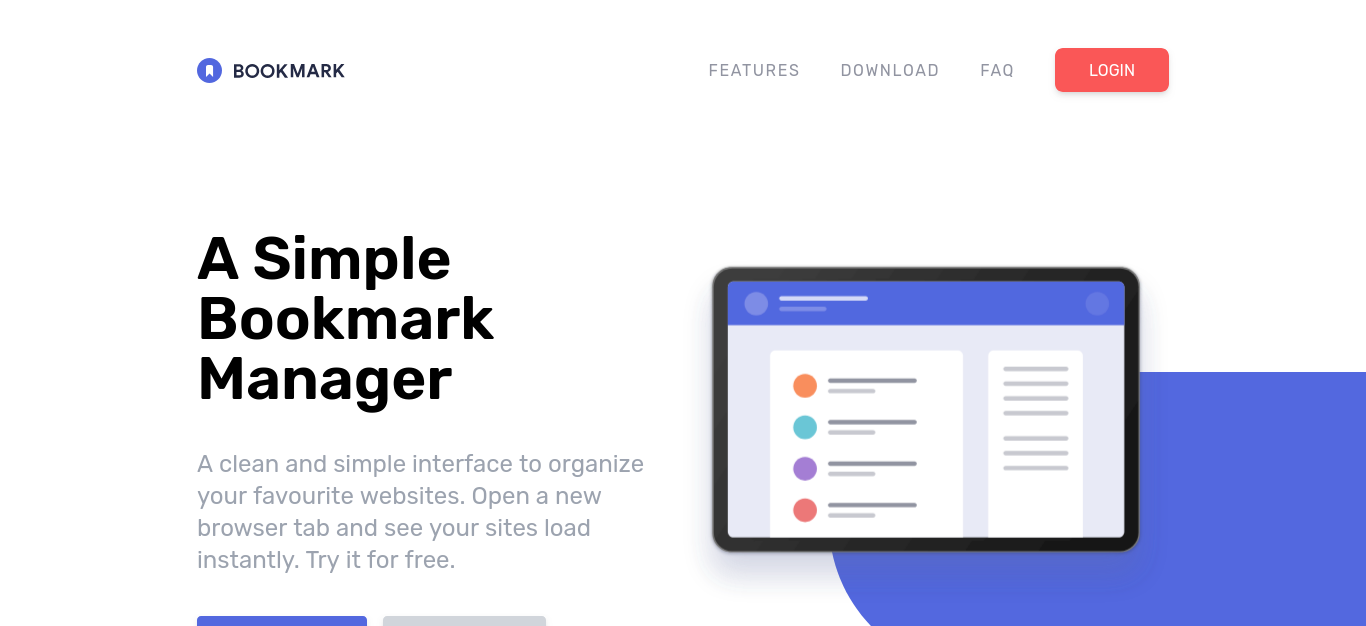 BOOKMARK
FEATURES DOWNLOAD FAQ LOGIN
A Simple
Bookmark
Manager
A clean and simple interface to organize
your favourite websites. Open a new
browser tab and see your sites load
instantly. Try it for free.